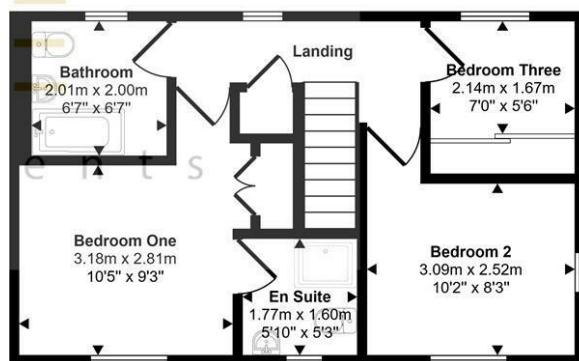 Landing
Bathroom
2.01m x 2.00m
6'7" x 6'7"
Bedroom Three
2.14m x 1.67m
7'0" x 5'6"
e n t s
Bedroom One
3.18m x 2.81m
10'5" x 9'3"
Bedroom 2
3.09m x 2.52m
10'2" x 8'3"
En Suite
1.77m x 1.60m
5'10" x 5'3"